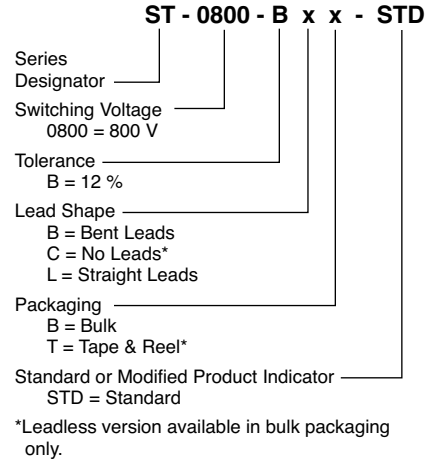 ST - 0800 - B x x - STD
Series
Designator
Switching Voltage
0800 = 800 V
Tolerance
B = 12 %
Lead Shape
B = Bent Leads
C = No Leads*
L = Straight Leads
Packaging
B = Bulk
T = Tape & Reel*
Standard or Modified Product Indicator
STD = Standard
*Leadless version available in bulk packaging
only.